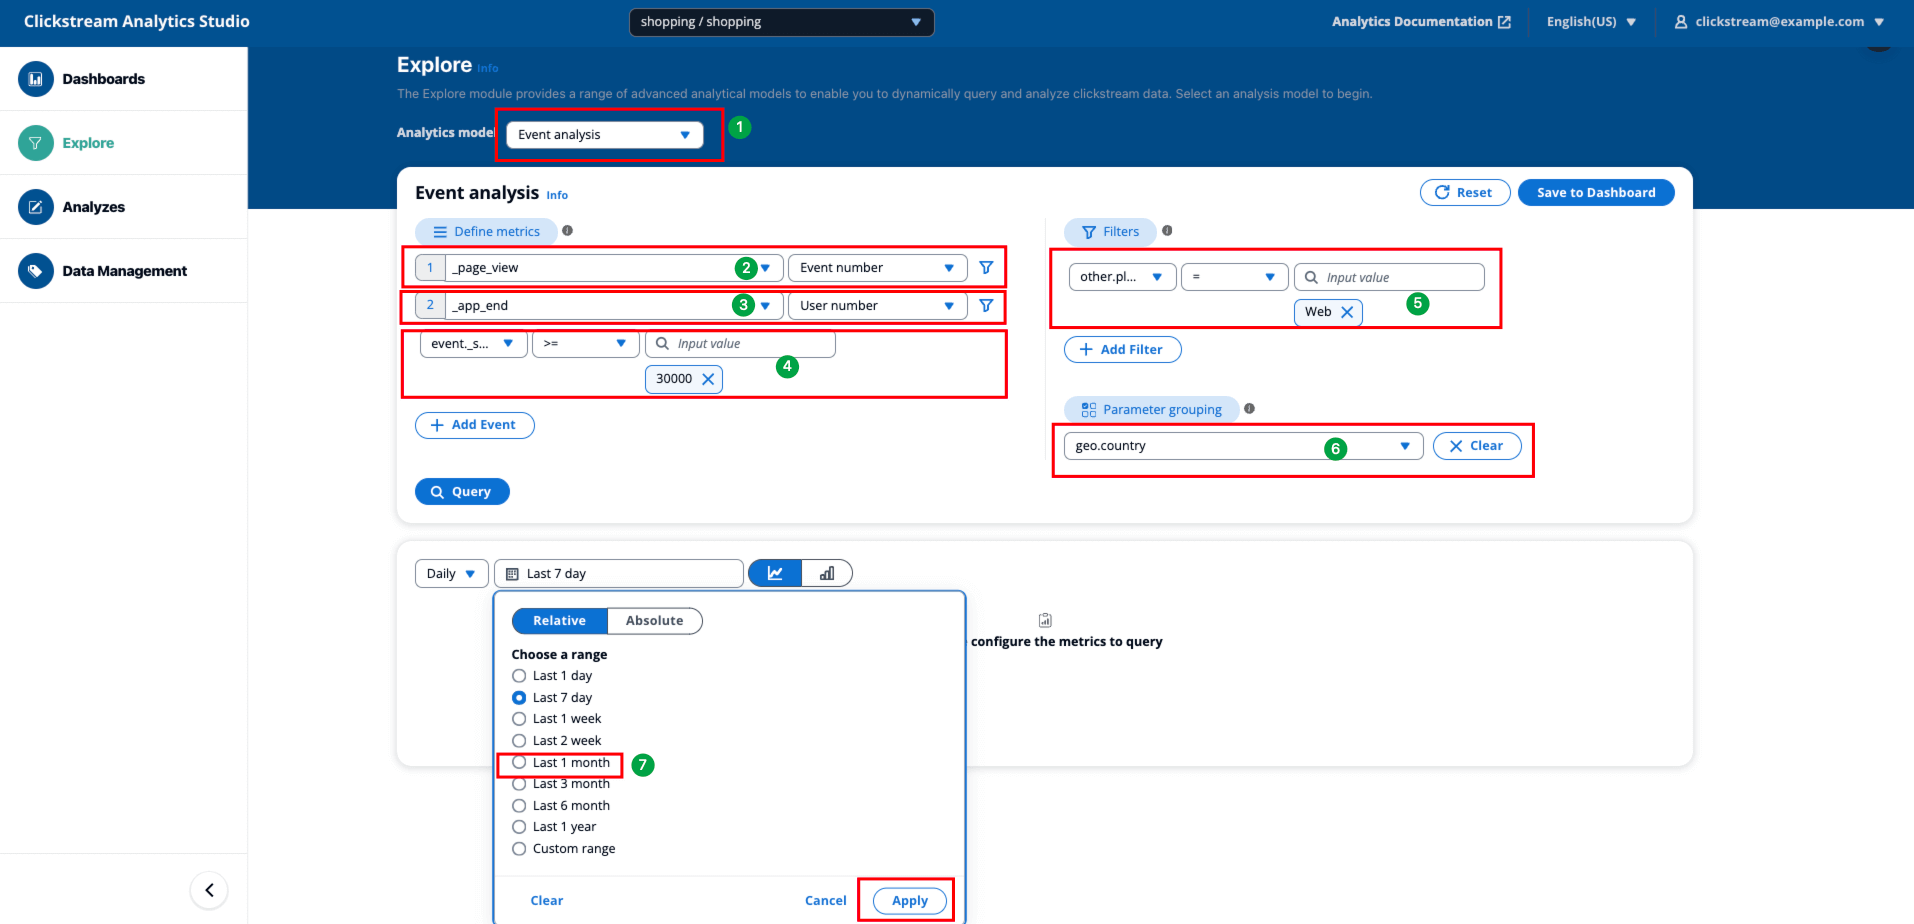 Clickstream Analytics Studio
shopping / shopping
Analytics Documentation
English(US)
clickstream@example.com
Dashboards
Explore
Analyzes
Data Management
Explore Info
The Explore module provides a range of advanced analytical models to enable you to dynamically query and analyze clickstream data. Select an analysis model to begin.
Analytics model
Event analysis
1
Event analysis Info
Reset
Save to Dashboard
Define metrics
1 _page_view 2 Event number
2 _app_end 3 User number
event._s... >= Input value
4
30000
Add Event
Query
Filters
other.pl... = Input value
Web
5
Add Filter
Parameter grouping
geo.country 6 Clear
Daily
Last 7 day
Relative Absolute
Choose a range
Last 1 day
Last 7 day
Last 1 week
Last 2 week
Last 1 month 7
Last 3 month
Last 6 month
Last 1 year
Custom range
Clear Cancel Apply
configure the metrics to query